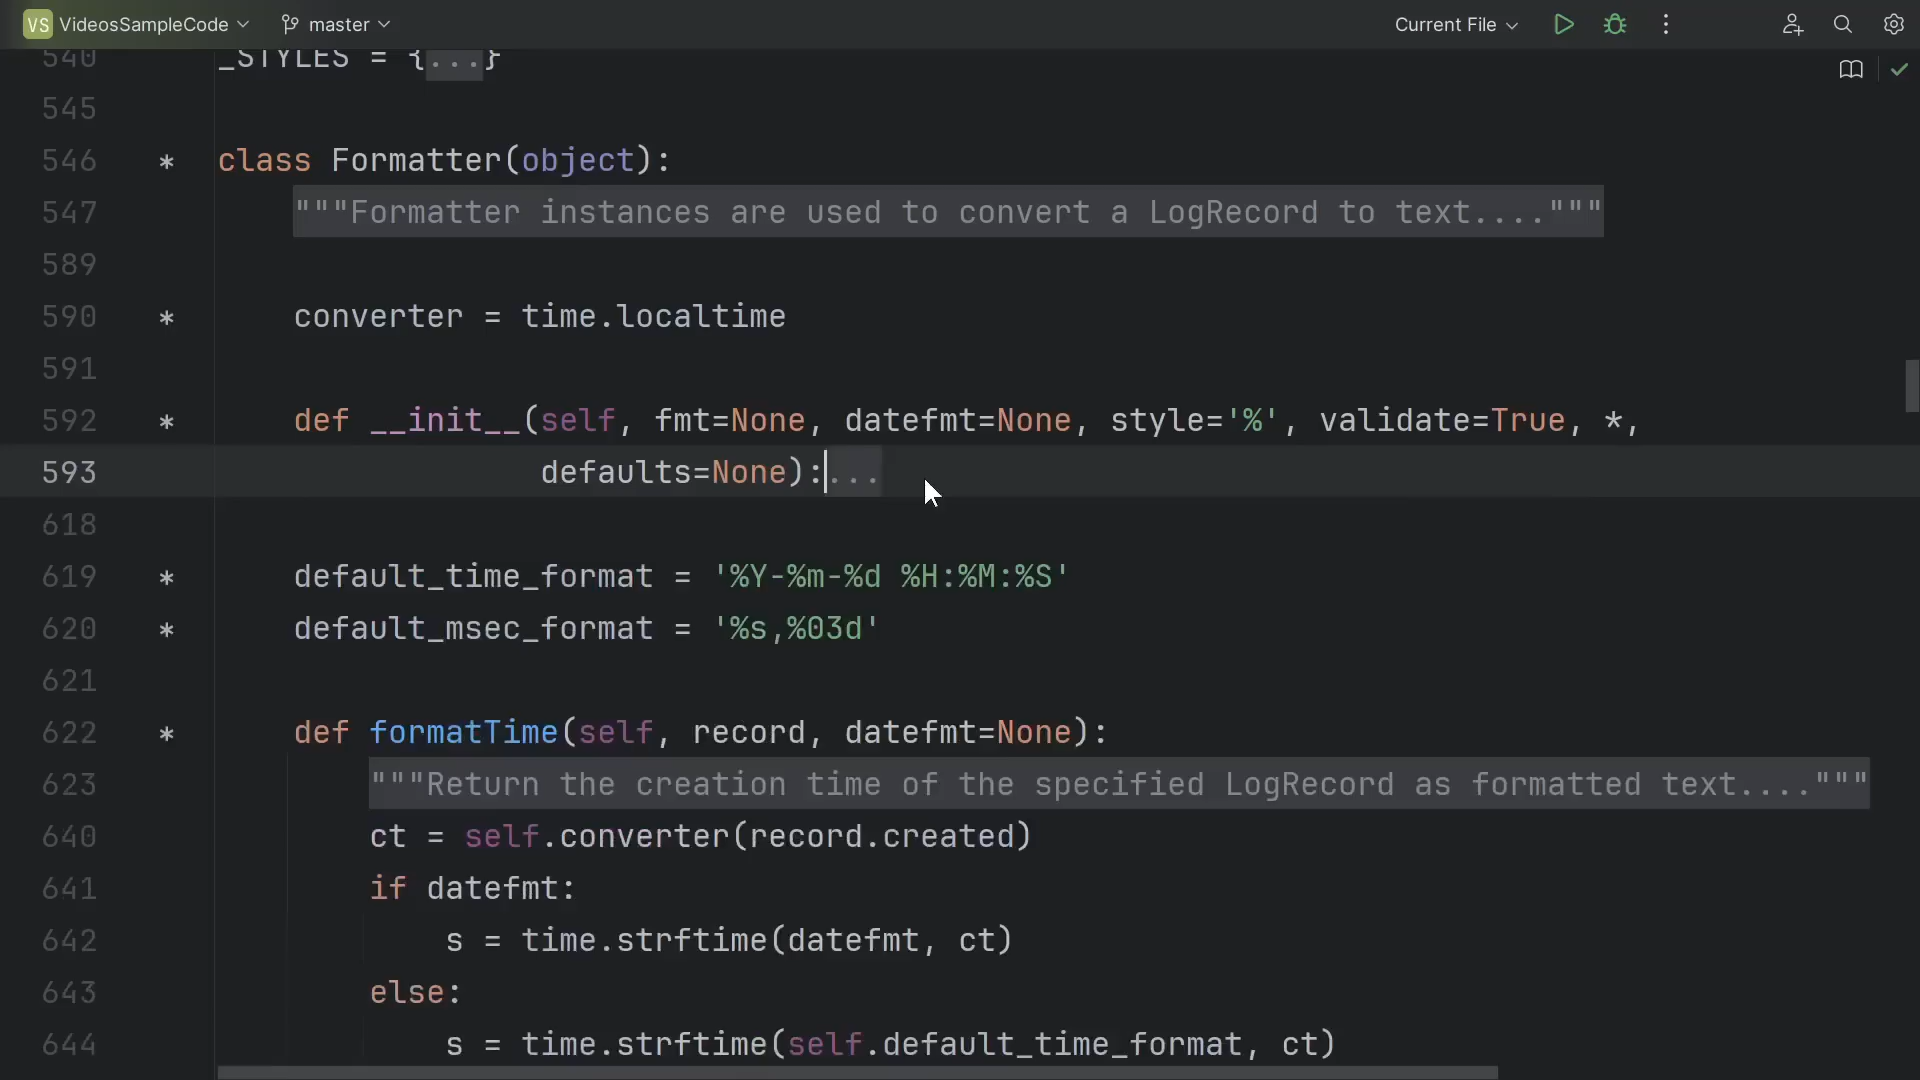 VS VideosSampleCode master Current File
540 _STYLES = {...}
545
546 * class Formatter(object):
547 """Formatter instances are used to convert a LogRecord to text...."""
589
590 * converter = time.localtime
591
592 * def __init__(self, fmt=None, datefmt=None, style='%', validate=True, *,
593 defaults=None):...
618
619 * default_time_format = '%Y-%m-%d %H:%M:%S'
620 * default_msec_format = '%s,%03d'
621
622 * def formatTime(self, record, datefmt=None):
623 """Return the creation time of the specified LogRecord as formatted text...."""
640 ct = self.converter(record.created)
641 if datefmt:
642 s = time.strftime(datefmt, ct)
643 else:
644 s = time.strftime(self.default_time_format, ct)